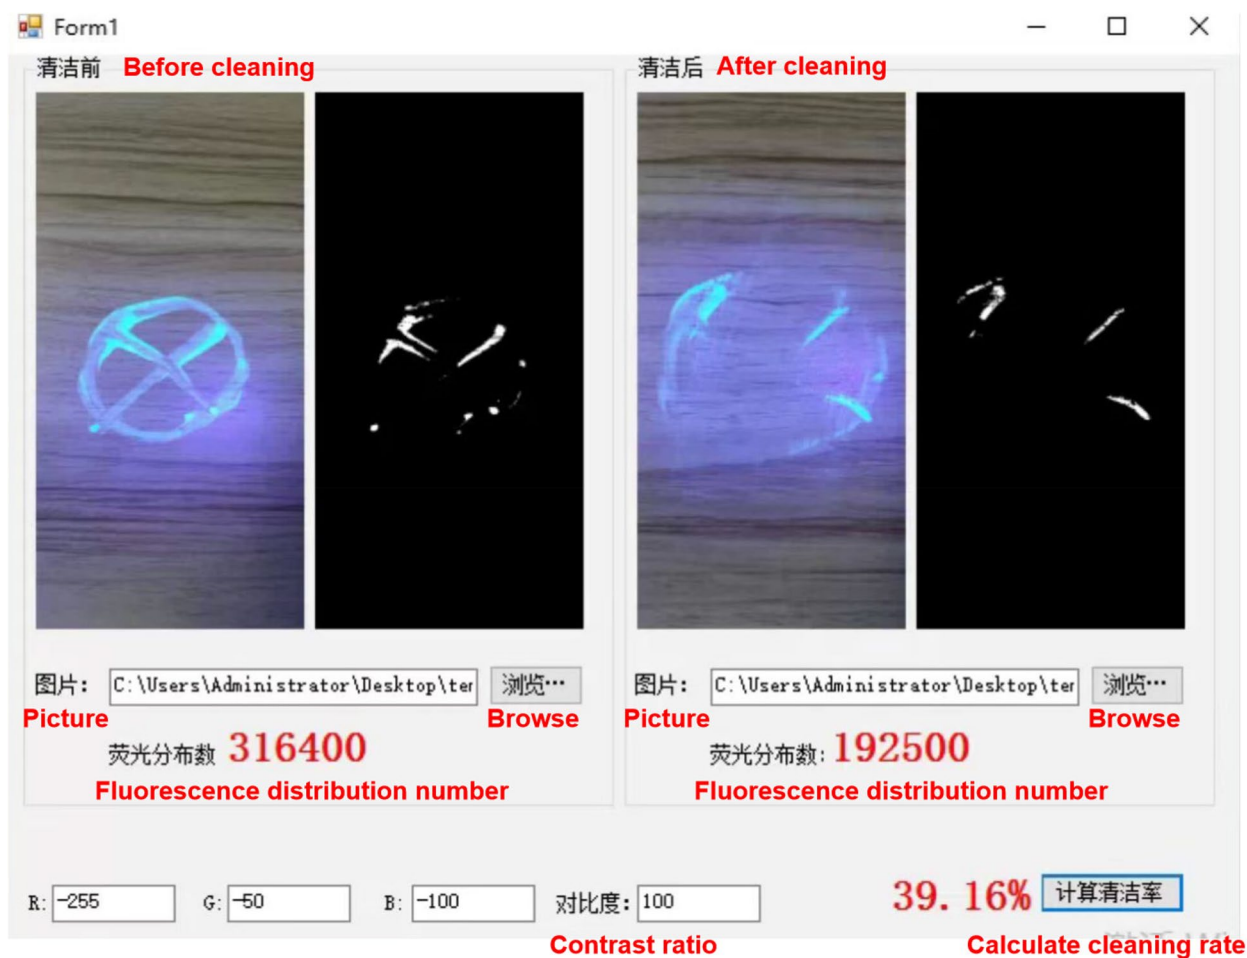 Form1
清洁前 Before cleaning
清洁后 After cleaning
图片: C:\Users\Administrator\Desktop\ter 浏览…
Picture Browse
荧光分布数 316400
Fluorescence distribution number
图片: C:\Users\Administrator\Desktop\ter 浏览…
Picture Browse
荧光分布数: 192500
Fluorescence distribution number
R: -255 G: -50 B: -100 对比度: 100 39.16% 计算清洁率
Contrast ratio Calculate cleaning rate